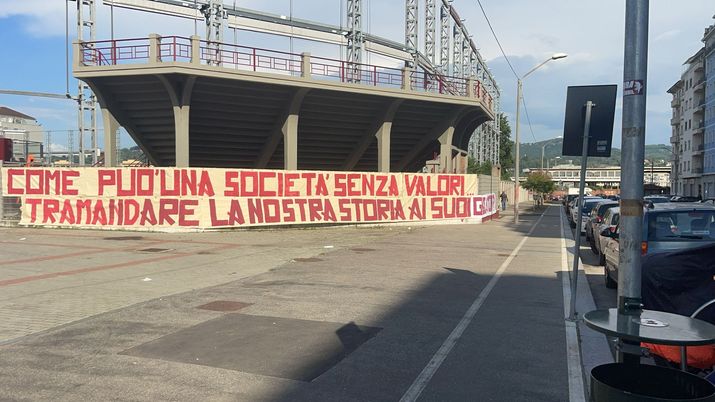 COME PUO' UNA SOCIETA' SENZA VALORI...
TRAMANDARE LA NOSTRA STORIA AI SUOI